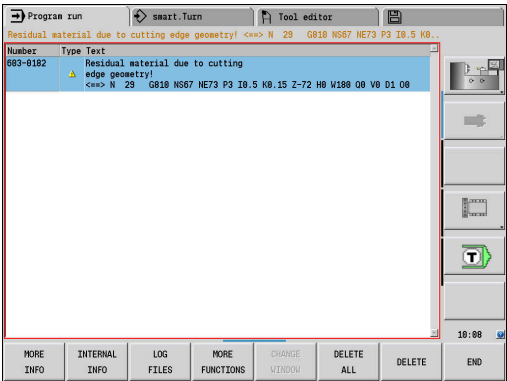 Program run
smart.Turn
Tool editor
Residual material due to cutting edge geometry! <==> N 29 G810 NS67 NE73 P3 I0.5 K0..
Number Type Text
603-0182 Residual material due to cutting
edge geometry!
<==> N 29 G810 NS67 NE73 P3 I0.5 K0.15 Z-72 H0 W180 Q0 V0 D1 O0
T
10:08
MORE INFO
INTERNAL INFO
LOG FILES
MORE FUNCTIONS
CHANGE WINDOW
DELETE ALL
DELETE
END